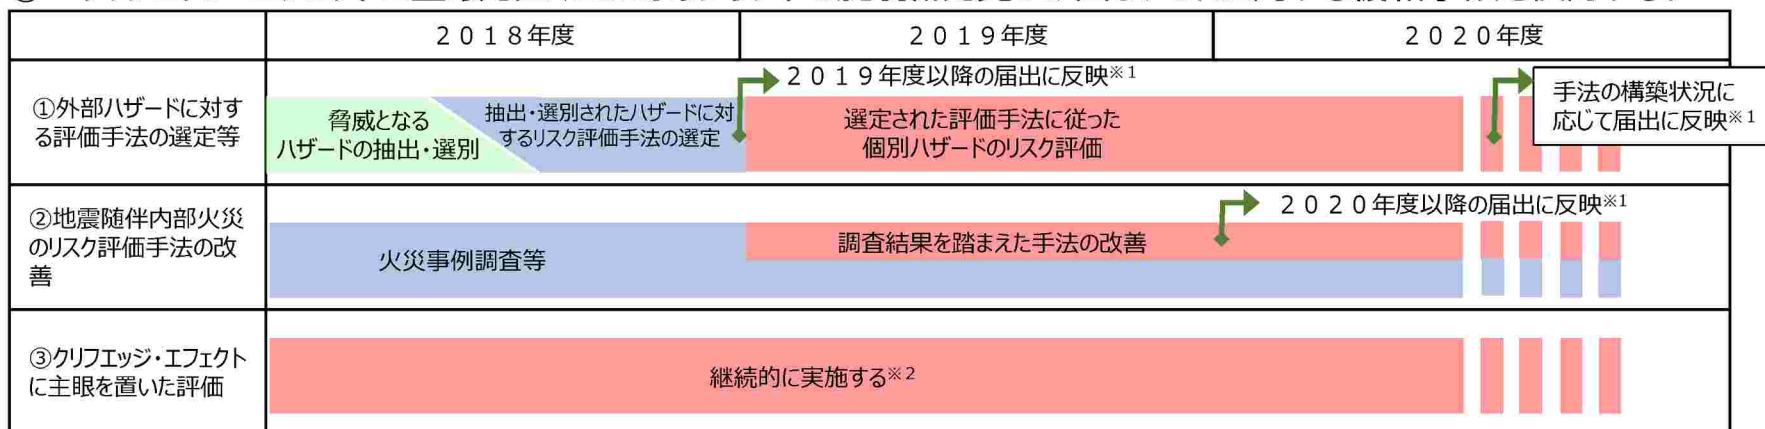 ２０１８年度
２０１９年度
２０２０年度
①外部ハザードに対す
る評価手法の選定等
脅威となる
ハザードの抽出・選別
抽出・選別されたハザードに対
するリスク評価手法の選定
２０１９年度以降の届出に反映※1
選定された評価手法に従った
個別ハザードのリスク評価
手法の構築状況に
応じて届出に反映※1
②地震随伴内部火災
のリスク評価手法の改
善
火災事例調査等
調査結果を踏まえた手法の改善
２０２０年度以降の届出に反映※1
③クリフエッジ・エフェクト
に主眼を置いた評価
継続的に実施する※2